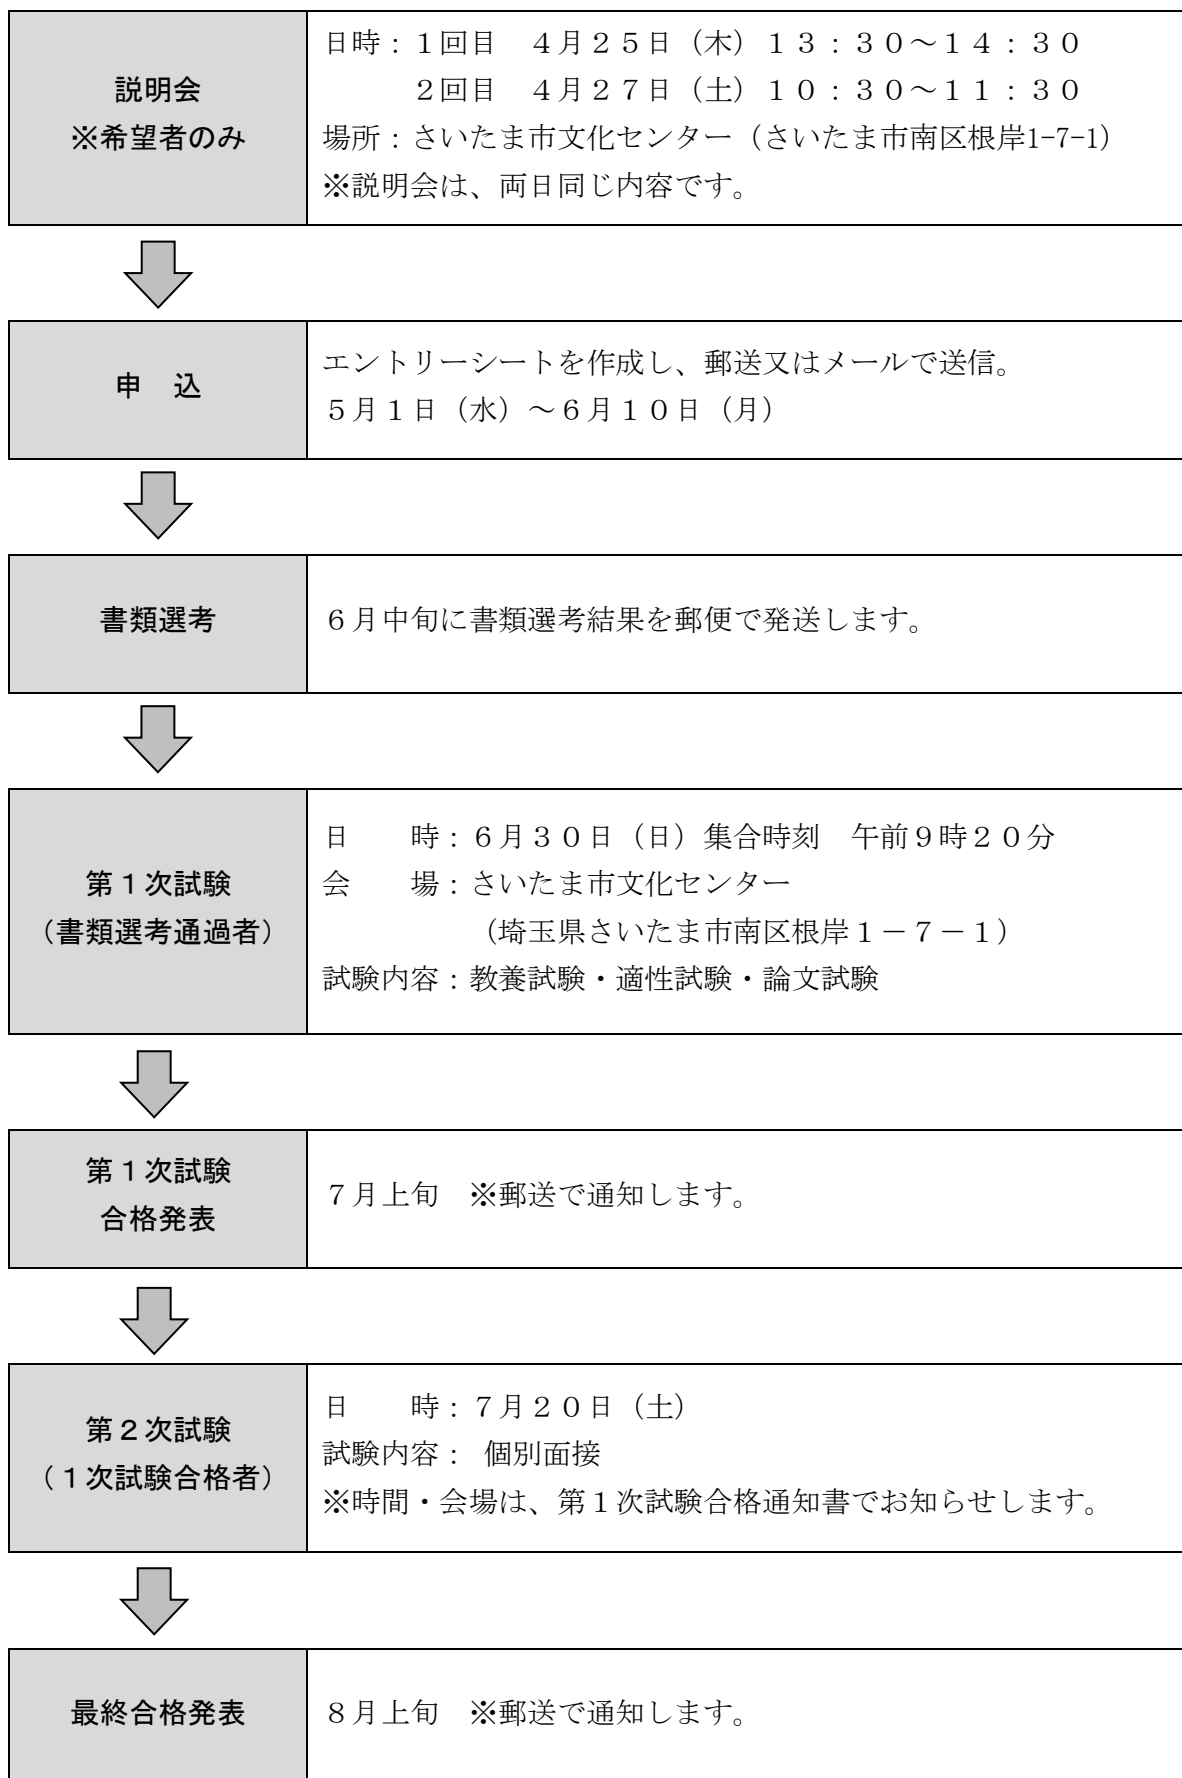 説明会
※希望者のみ
日時：１回目　４月２５日（木）１３：３０～１４：３０
２回目　４月２７日（土）１０：３０～１１：３０
場所：さいたま市文化センター（さいたま市南区根岸1-7-1）
※説明会は、両日同じ内容です。
申　込
エントリーシートを作成し、郵送又はメールで送信。
５月１日（水）～６月１０日（月）
書類選考
６月中旬に書類選考結果を郵便で発送します。
第１次試験
（書類選考通過者）
日　　時：６月３０日（日）集合時刻　午前９時２０分
会　　場：さいたま市文化センター
（埼玉県さいたま市南区根岸１－７－１）
試験内容：教養試験・適性試験・論文試験
第１次試験
合格発表
７月上旬　※郵送で通知します。
第２次試験
（１次試験合格者）
日　　時：７月２０日（土）
試験内容：　個別面接
※時間・会場は、第１次試験合格通知書でお知らせします。
最終合格発表
８月上旬　※郵送で通知します。